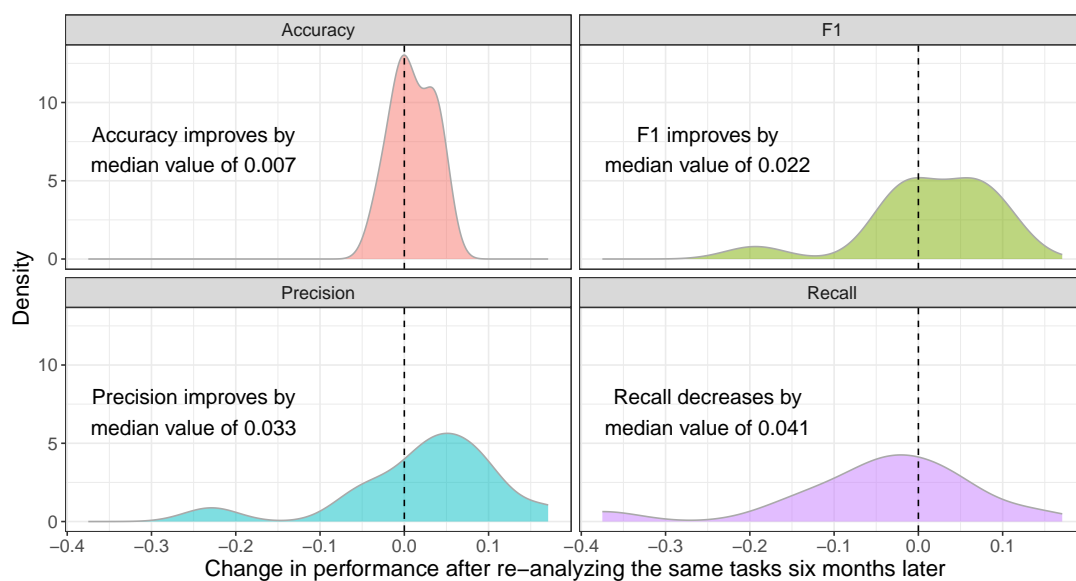 Accuracy
F1
Accuracy improves by
median value of 0.007
F1 improves by
median value of 0.022
10
5
0
Density
Precision
Recall
Precision improves by
median value of 0.033
Recall decreases by
median value of 0.041
10
5
0
−0.4 −0.3 −0.2 −0.1 0.0 0.1
−0.4 −0.3 −0.2 −0.1 0.0 0.1
Change in performance after re−analyzing the same tasks six months later